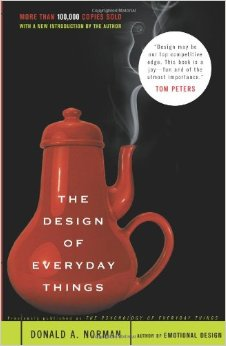 MORE THAN 100,000 COPIES SOLD
WITH A NEW INTRODUCTION BY THE AUTHOR
Design may be
our top competitive
edge. This book is a
joy—fun and of the
utmost importance."
TOM PETERS
THE
DESIGN
OF
EVERYDAY
THINGS
Previously published as THE PSYCHOLOGY OF EVERYDAY THINGS
DONALD A. NORMAN AUTHOR OF EMOTIONAL DESIGN